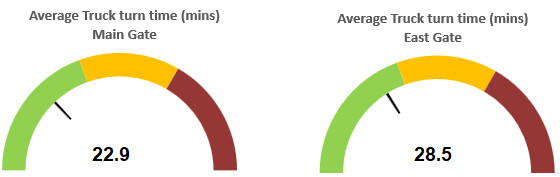 Average Truck turn time (mins)
Main Gate
22.9
Average Truck turn time (mins)
East Gate
28.5